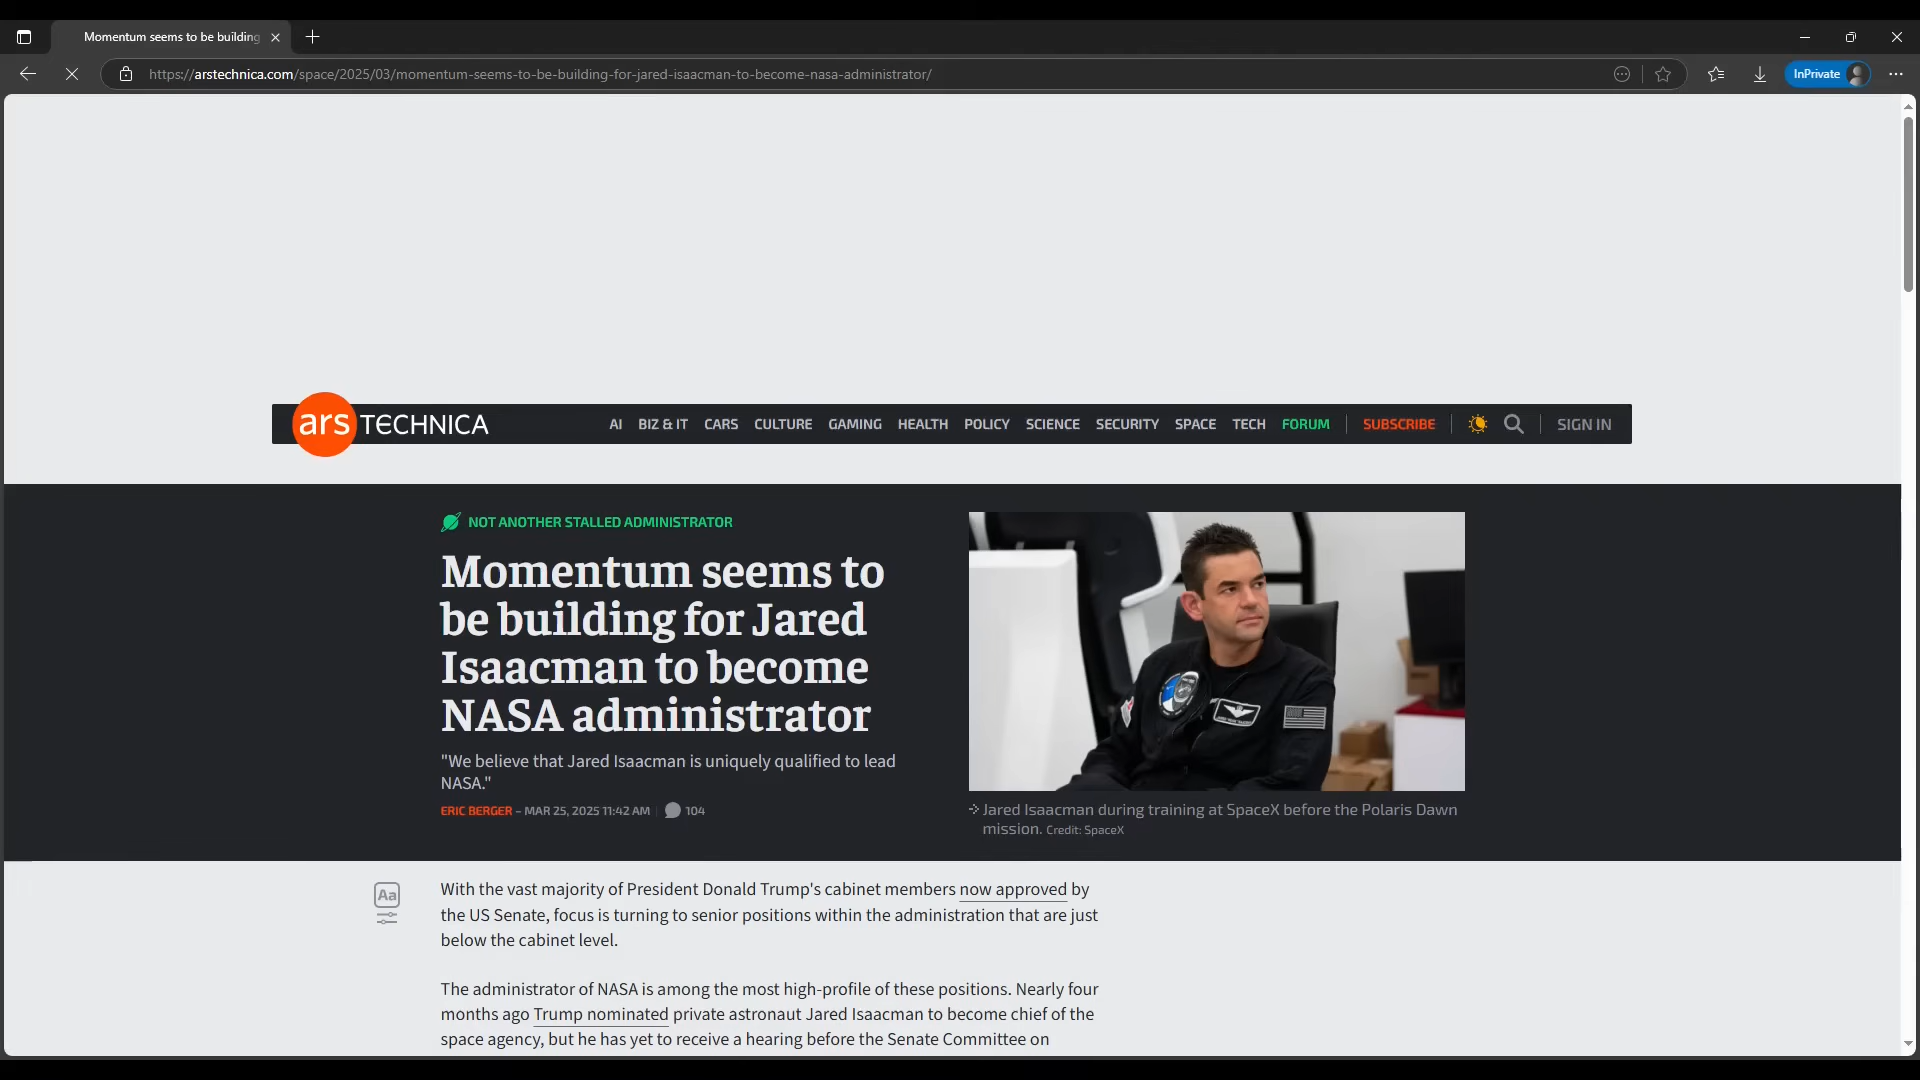 Momentum seems to be building
https://arstechnica.com/space/2025/03/momentum-seems-to-be-building-for-jared-isaacman-to-become-nasa-administrator/
InPrivate
ars TECHNICA
AI BIZ & IT CARS CULTURE GAMING HEALTH POLICY SCIENCE SECURITY SPACE TECH FORUM SUBSCRIBE SIGN IN
NOT ANOTHER STALLED ADMINISTRATOR
Momentum seems to
be building for Jared
Isaacman to become
NASA administrator
"We believe that Jared Isaacman is uniquely qualified to lead
NASA."
ERIC BERGER – MAR 25, 2025 11:42 AM 104
Jared Isaacman during training at SpaceX before the Polaris Dawn
mission. Credit: SpaceX
Aa
With the vast majority of President Donald Trump's cabinet members now approved by
the US Senate, focus is turning to senior positions within the administration that are just
below the cabinet level.
The administrator of NASA is among the most high-profile of these positions. Nearly four
months ago Trump nominated private astronaut Jared Isaacman to become chief of the
space agency, but he has yet to receive a hearing before the Senate Committee on